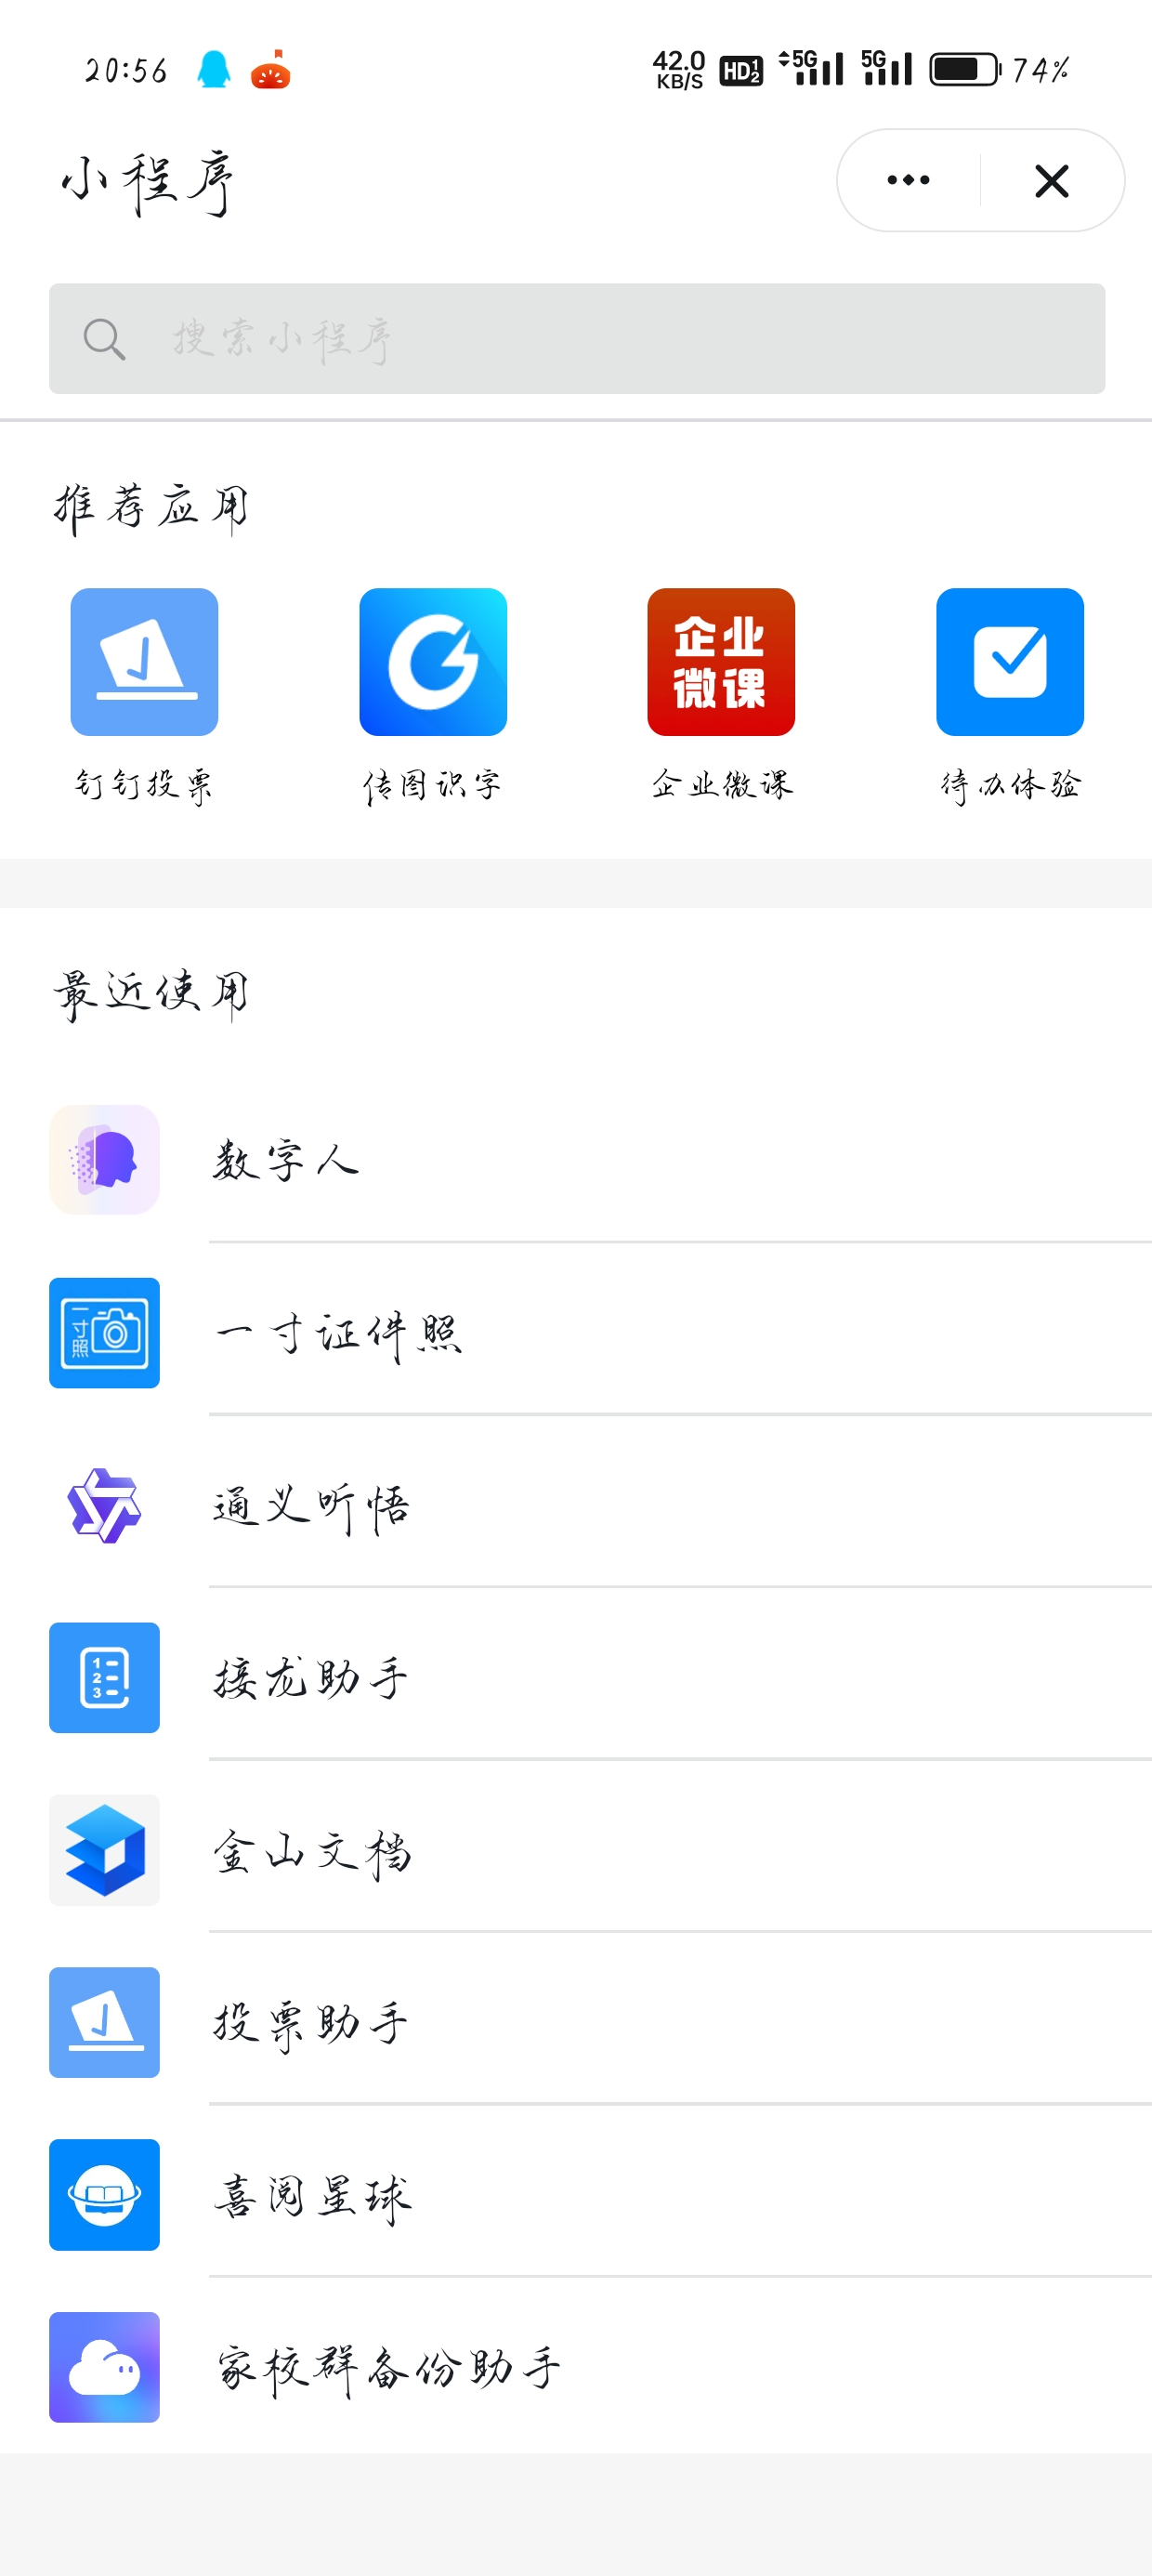 20:56 42.0 KB/S HD 1 2 5G 5G 74%
小程序
搜索小程序
推荐应用
企业
微课
钉钉投票 传图识字 企业微课 待办体验
最近使用
数字人
一寸照
一寸证件照
通义听悟
1
2
3
接龙助手
金山文档
投票助手
喜阅星球
家校群备份助手